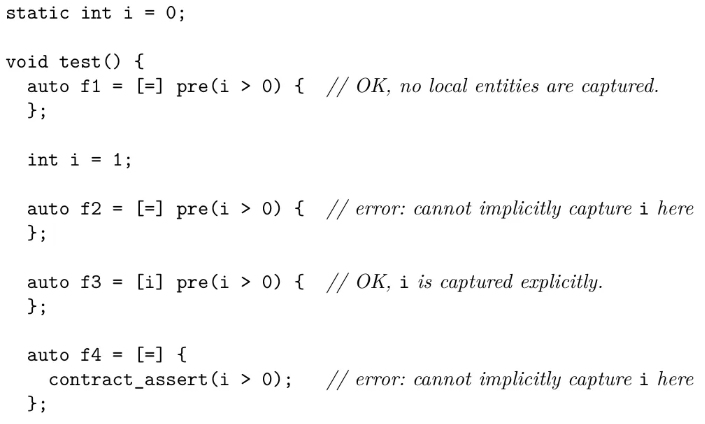 static int i = 0;
void test() {
auto f1 = [=] pre(i > 0) { // OK, no local entities are captured.
};
int i = 1;
auto f2 = [=] pre(i > 0) { // error: cannot implicitly capture i here
};
auto f3 = [i] pre(i > 0) { // OK, i is captured explicitly.
};
auto f4 = [=] {
contract_assert(i > 0); // error: cannot implicitly capture i here
};